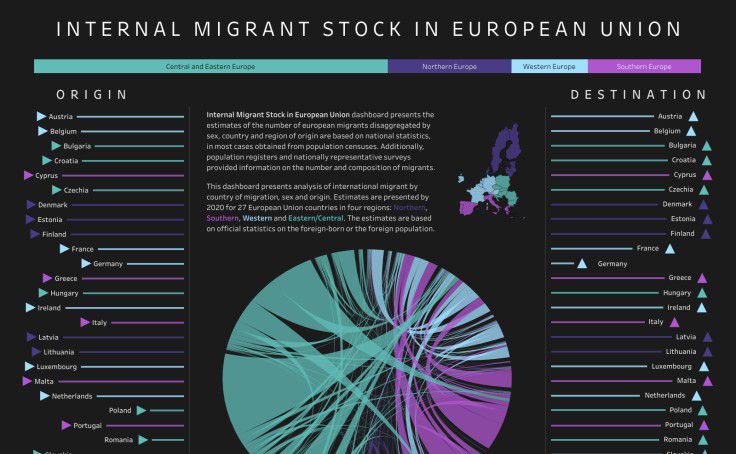 INTERNAL MIGRANT STOCK IN EUROPEAN UNION
Central and Eastern Europe
Northern Europe
Western Europe
Southern Europe
ORIGIN
Austria
Belgium
Bulgaria
Croatia
Cyprus
Czechia
Denmark
Estonia
Finland
France
Germany
Greece
Hungary
Ireland
Italy
Latvia
Lithuania
Luxembourg
Malta
Netherlands
Poland
Portugal
Romania
Internal Migrant Stock in European Union dashboard presents the
estimates of the number of european migrants disaggregated by
sex, country and region of origin are based on national statistics,
in most cases obtained from population censuses. Additionally,
population registers and nationally representative surveys
provided information on the number and composition of migrants.
This dashboard presents analysis of international migrant by
country of migration, sex and origin. Estimates are presented by
2020 for 27 European Union countries in four regions: Northern,
Southern, Western and Eastern/Central. The estimates are based
on official statistics on the foreign-born or the foreign population.
DESTINATION
Austria
Belgium
Bulgaria
Croatia
Cyprus
Czechia
Denmark
Estonia
Finland
France
Germany
Greece
Hungary
Ireland
Italy
Latvia
Lithuania
Luxembourg
Malta
Netherlands
Poland
Portugal
Romania